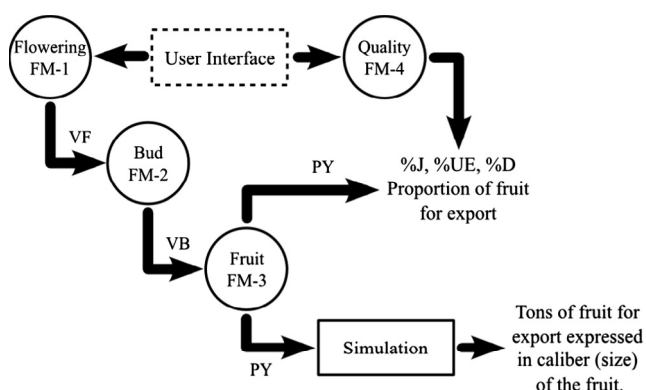 Flowering
FM-1
User Interface
Quality
FM-4
VF
Bud
FM-2
%J, %UE, %D
Proportion of fruit
for export
PY
VB
Fruit
FM-3
PY
Simulation
Tons of fruit for
export expressed
in caliber (size)
of the fruit.